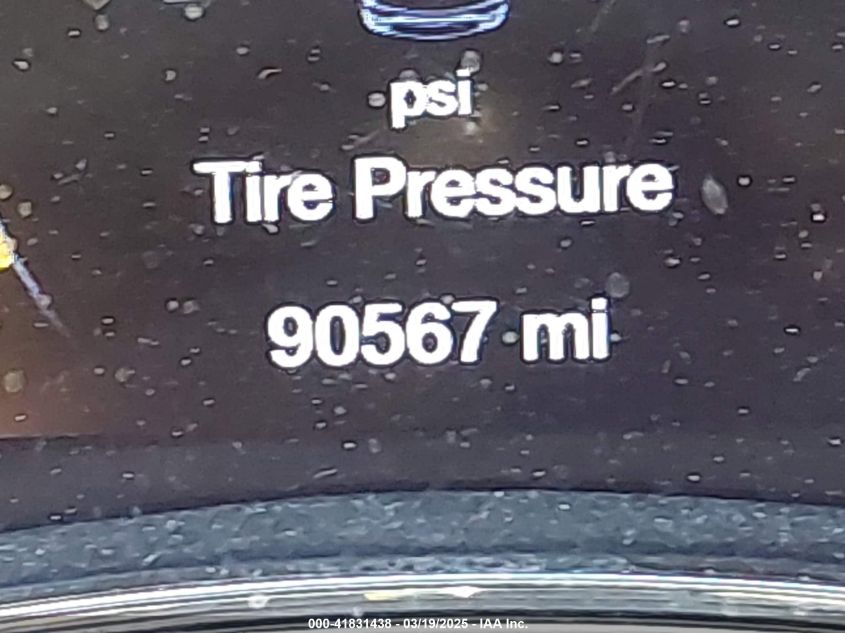 psi
Tire Pressure
90567 mi
000-41831438 - 03/19/2025 - IAA Inc.